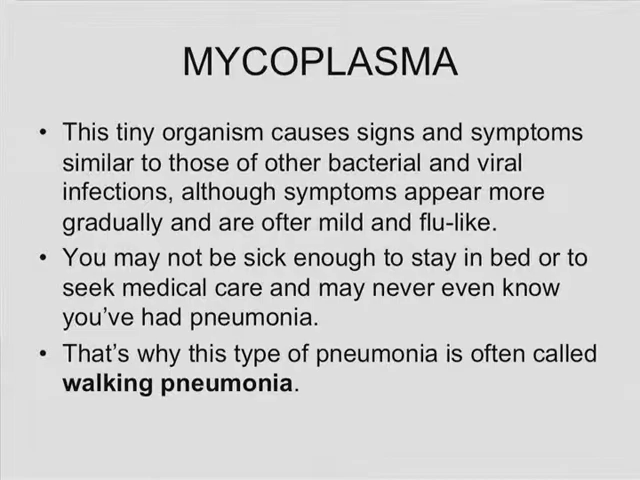 MYCOPLASMA
• This tiny organism causes signs and symptoms
similar to those of other bacterial and viral
infections, although symptoms appear more
gradually and are ofter mild and flu-like.
• You may not be sick enough to stay in bed or to
seek medical care and may never even know
you've had pneumonia.
• That's why this type of pneumonia is often called
walking pneumonia.